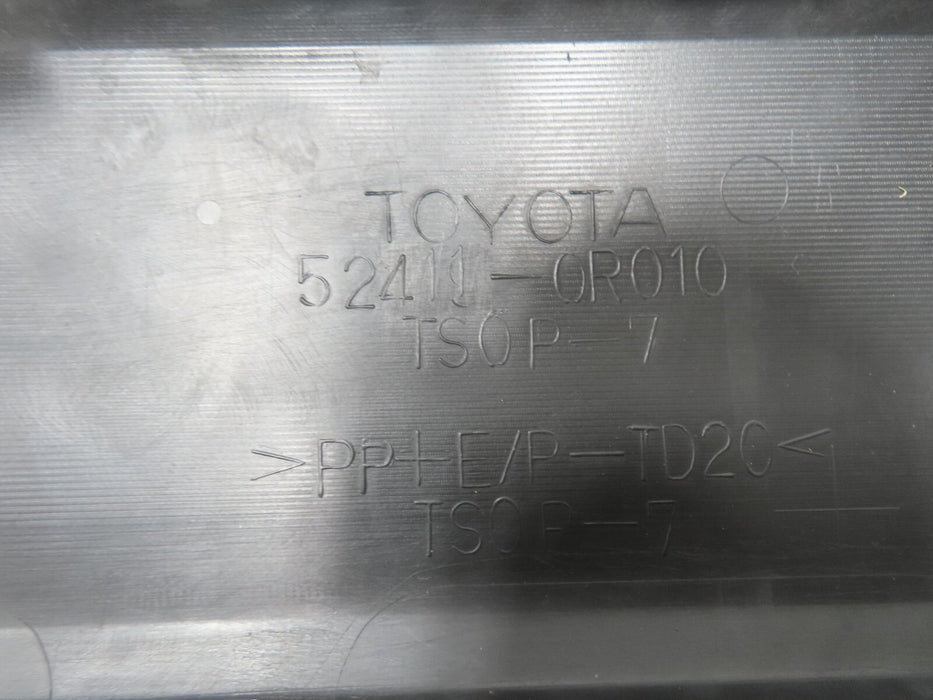 TOYOTA
52411-0R010
TSOP-7
>PP+E/P-TD20<
TSOP-7